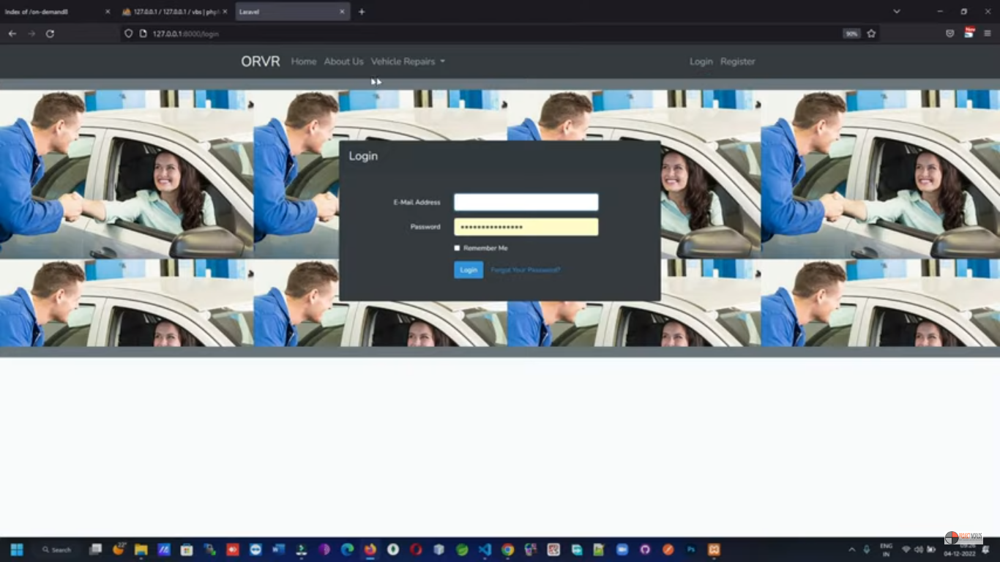 Index of /on-demand8
127.0.0.1 / 127.0.0.1 / vbs | php
Laravel
127.0.0.1:8000/login
90%
ORVR Home About Us Vehicle Repairs Login Register
Login
E-Mail Address
Password
Remember Me
Login Forgot Your Password?
Search
22°
ENG
IN
04-12-2022